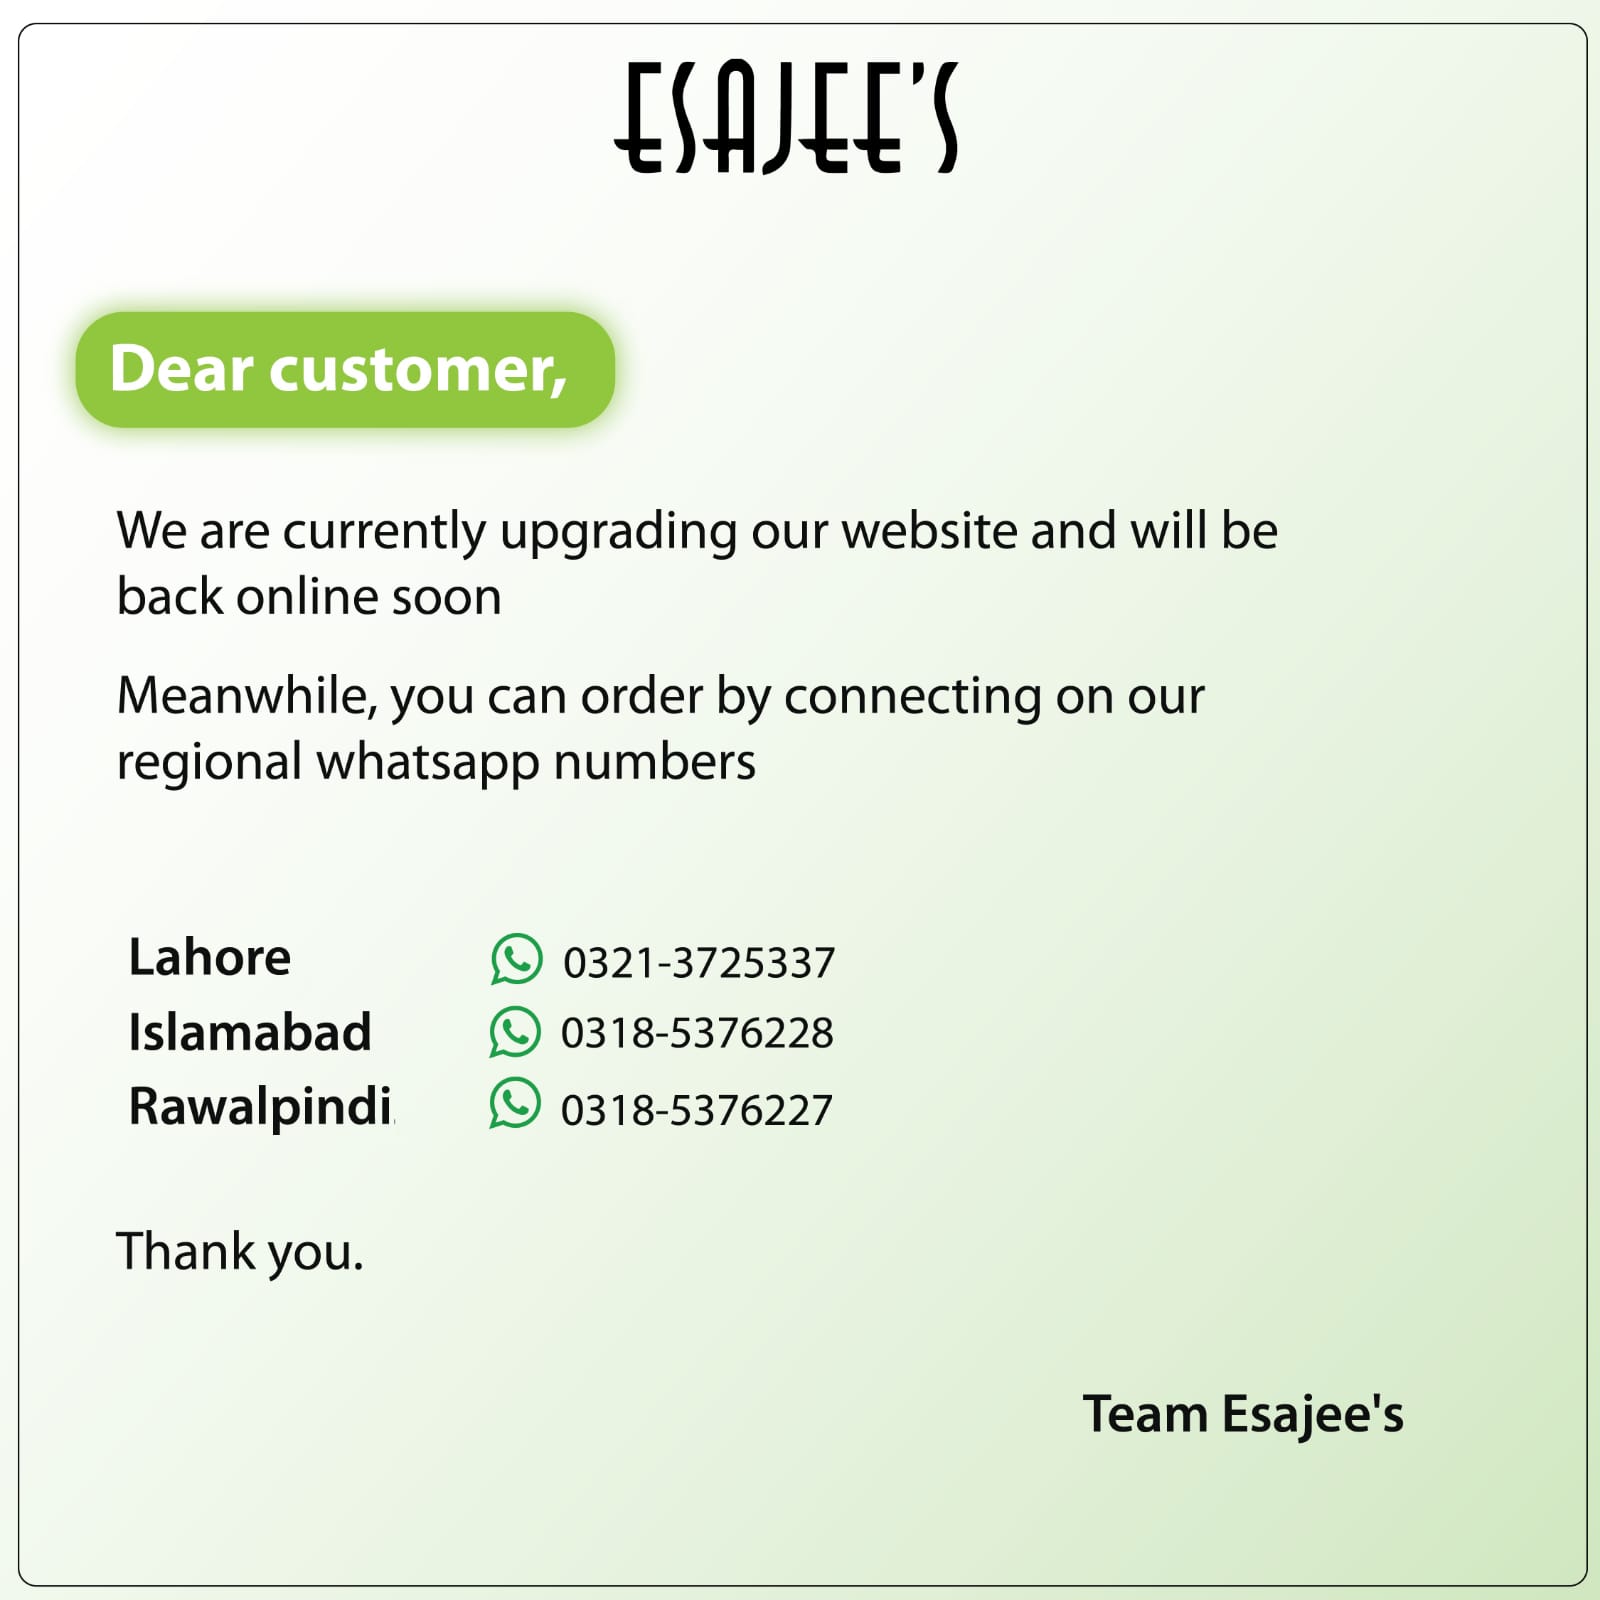 ESAJEE'S
Dear customer,
We are currently upgrading our website and will be
back online soon
Meanwhile, you can order by connecting on our
regional whatsapp numbers
Lahore 0321-3725337
Islamabad 0318-5376228
Rawalpindi. 0318-5376227
Thank you.
Team Esajee's